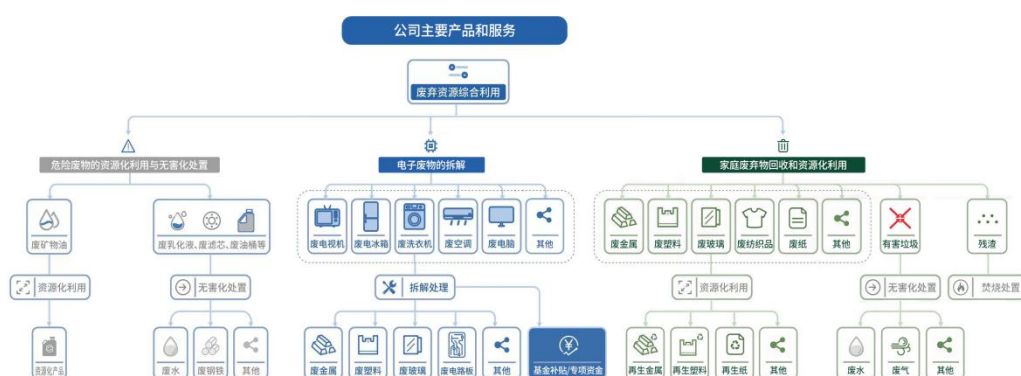 公司主要产品和服务
废弃资源综合利用
危险废物的资源化利用与无害化处置
电子废物的拆解
家庭废弃物回收和资源化利用
废矿物油
废乳化液、废滤芯、废油桶等
废电视机
废电冰箱
废洗衣机
废空调
废电脑
其他
废金属
废塑料
废玻璃
废纺织品
废纸
其他
有害垃圾
残渣
资源化利用
无害化处置
拆解处理
资源化利用
无害化处置
焚烧处置
资源化产品
废水
废钢铁
其他
废金属
废塑料
废玻璃
废电路板
其他
基金补贴/专项资金
再生金属
再生塑料
再生纸
其他
废水
废气
其他